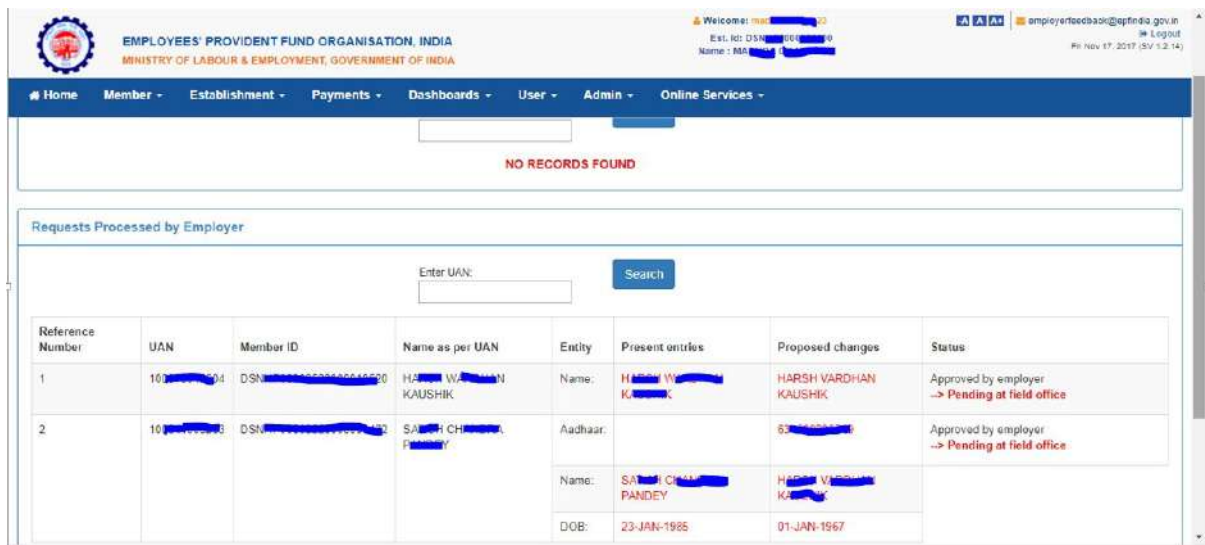 Welcome:
-A A A+
employerfeedback@epfindia.gov.in
EMPLOYEES' PROVIDENT FUND ORGANISATION, INDIA
Est. Id:
Logout
MINISTRY OF LABOUR & EMPLOYMENT, GOVERNMENT OF INDIA
Name :
Fri Nov 17, 2017 (SV 1.2.14)
Home Member Establishment Payments Dashboards User Admin Online Services
NO RECORDS FOUND
Requests Processed by Employer
Enter UAN:
Search
Reference Number UAN Member ID Name as per UAN Entity Present entries Proposed changes Status
1
KAUSHIK
Name:
HARSH VARDHAN
KAUSHIK
Approved by employer
--> Pending at field office
2
Aadhaar:
Approved by employer
--> Pending at field office
Name:
PANDEY
DOB: 23-JAN-1985 01-JAN-1967